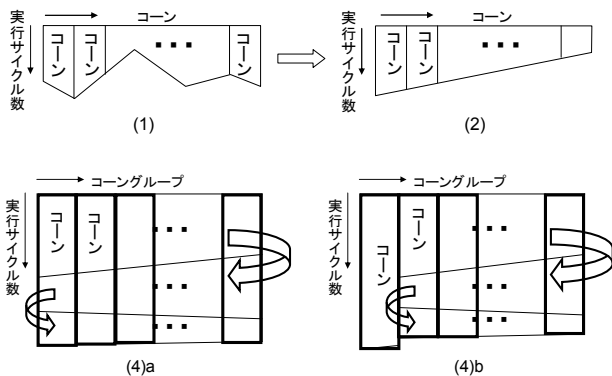 コーン
実行サイクル数
コーン
コーン
■ ■ ■
コーン
(1)
コーン
実行サイクル数
コーン
コーン
■ ■ ■
(2)
コーングループ
実行サイクル数
コーン
コーン
■ ■ ■
■ ■ ■
■ ■ ■
(4)a
コーングループ
実行サイクル数
コーン
コーン
■ ■ ■
■ ■ ■
■ ■ ■
(4)b